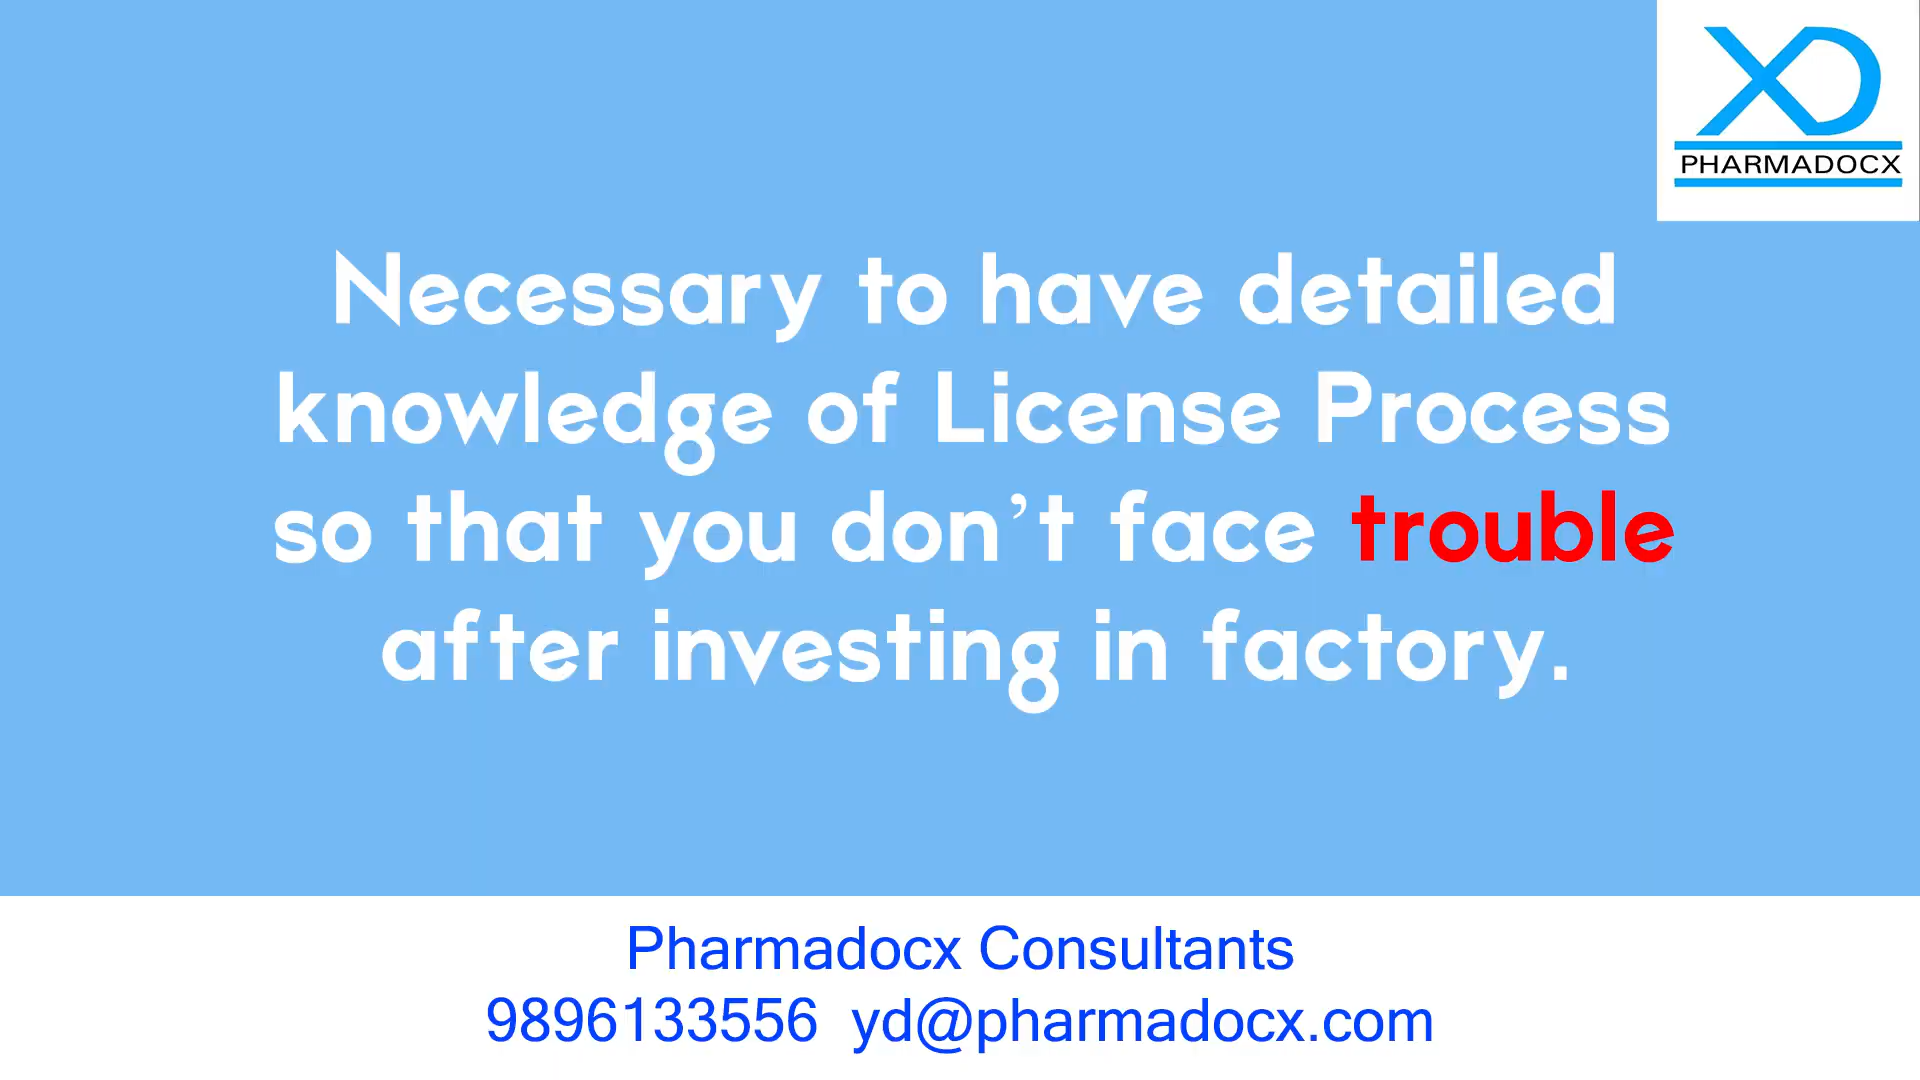 XD
PHARMADOCX
Necessary to have detailed
knowledge of License Process
so that you don’t face trouble
after investing in factory.
Pharmadocx Consultants
9896133556 yd@pharmadocx.com